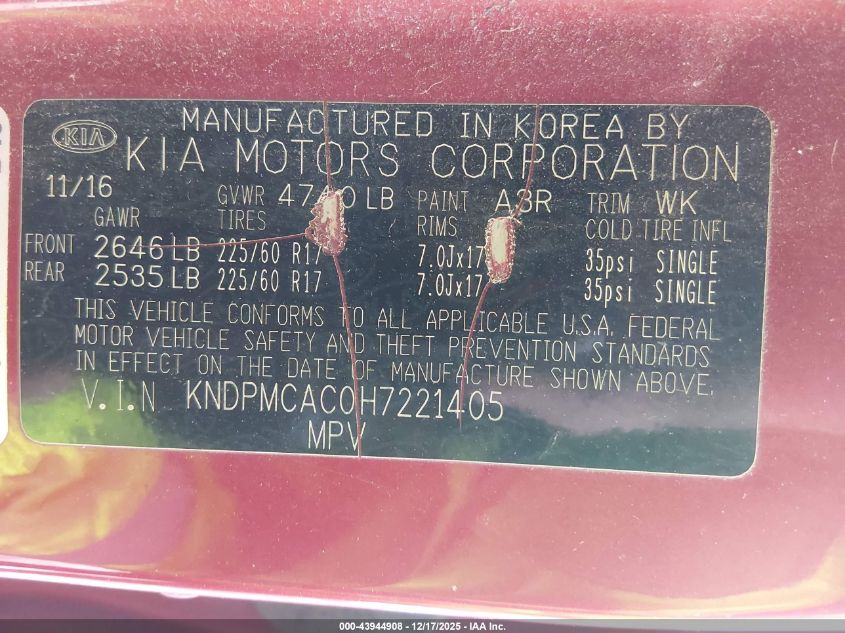 KIA
MANUFACTURED IN KOREA BY
KIA MOTORS CORPORATION
11/16 GVWR LB PAINT A3R TRIM WK
GAWR TIRES RIMS COLD TIRE INFL
FRONT 2646 LB 225/60 R17 7.0Jx17 35psi SINGLE
REAR 2535 LB 225/60 R17 7.0Jx17 35psi SINGLE
THIS VEHICLE CONFORMS TO ALL APPLICABLE U.S.A. FEDERAL
MOTOR VEHICLE SAFETY AND THEFT PREVENTION STANDARDS
IN EFFECT ON THE DATE OF MANUFACTURE SHOWN ABOVE.
V.I.N KNDPMCAC0H7221405
MPV
000-43944908 - 12/17/2025 - IAA Inc.